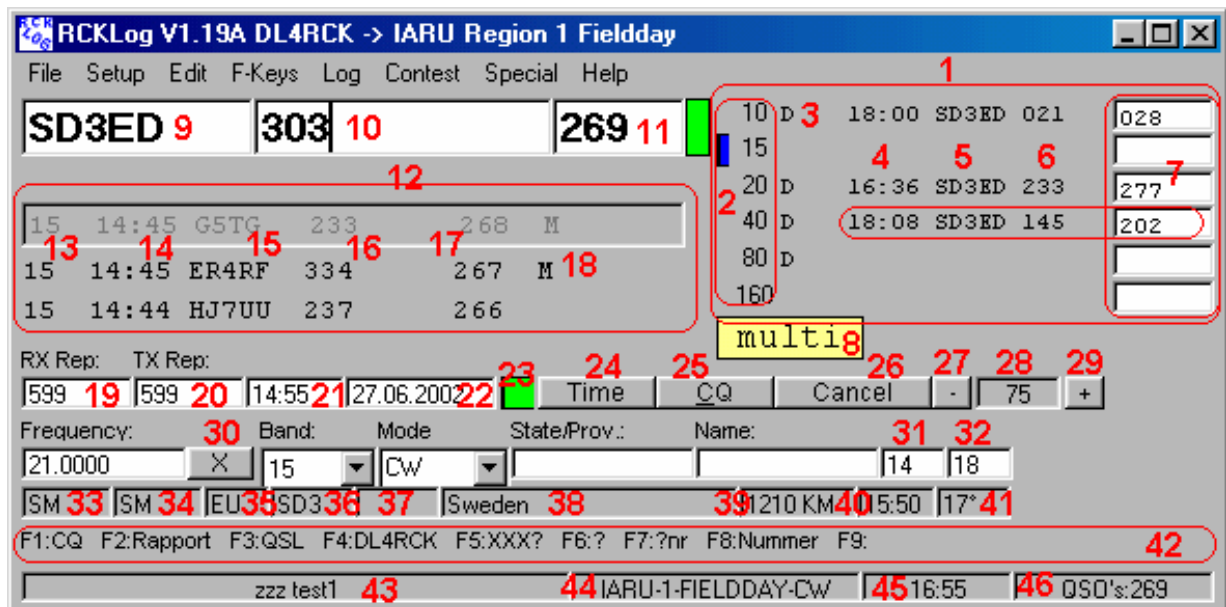 RCKLog V1.19A DL4RCK -> IARU Region 1 Fieldday
File Setup Edit F-Keys Log Contest Special Help
1
SD3ED 9 303 10 269 11
10 D 3 18:00 SD3ED 021 028
15 4 5 6
2 20 D 16:36 SD3ED 233 277 7
40 D 18:08 SD3ED 145 202
80 D
160
12
15 14:45 G5TG 233 268 M
13 14 15 16 17
15 14:45 ER4RF 334 267 M 18
15 14:44 HJ7UU 237 266
multi 8
RX Rep: TX Rep:
23 24 25 26 27 28 29
599 19 599 20 14:55 21 27.06.2002 22 Time CQ Cancel - 75 +
Frequency: 30 Band: Mode State/Prov.: Name: 31 32
21.0000 X 15 CW 14 18
SM 33 SM 34 EU 35 SD3 36 37 Sweden 38 39 1210 KM 40 15:50 17° 41
F1:CQ F2:Rapport F3:QSL F4:DL4RCK F5:XXX? F6:? F7:?nr F8:Nummer F9: 42
zzz test1 43 44 IARU-1-FIELDDAY-CW 45 16:55 46 QSO's:269